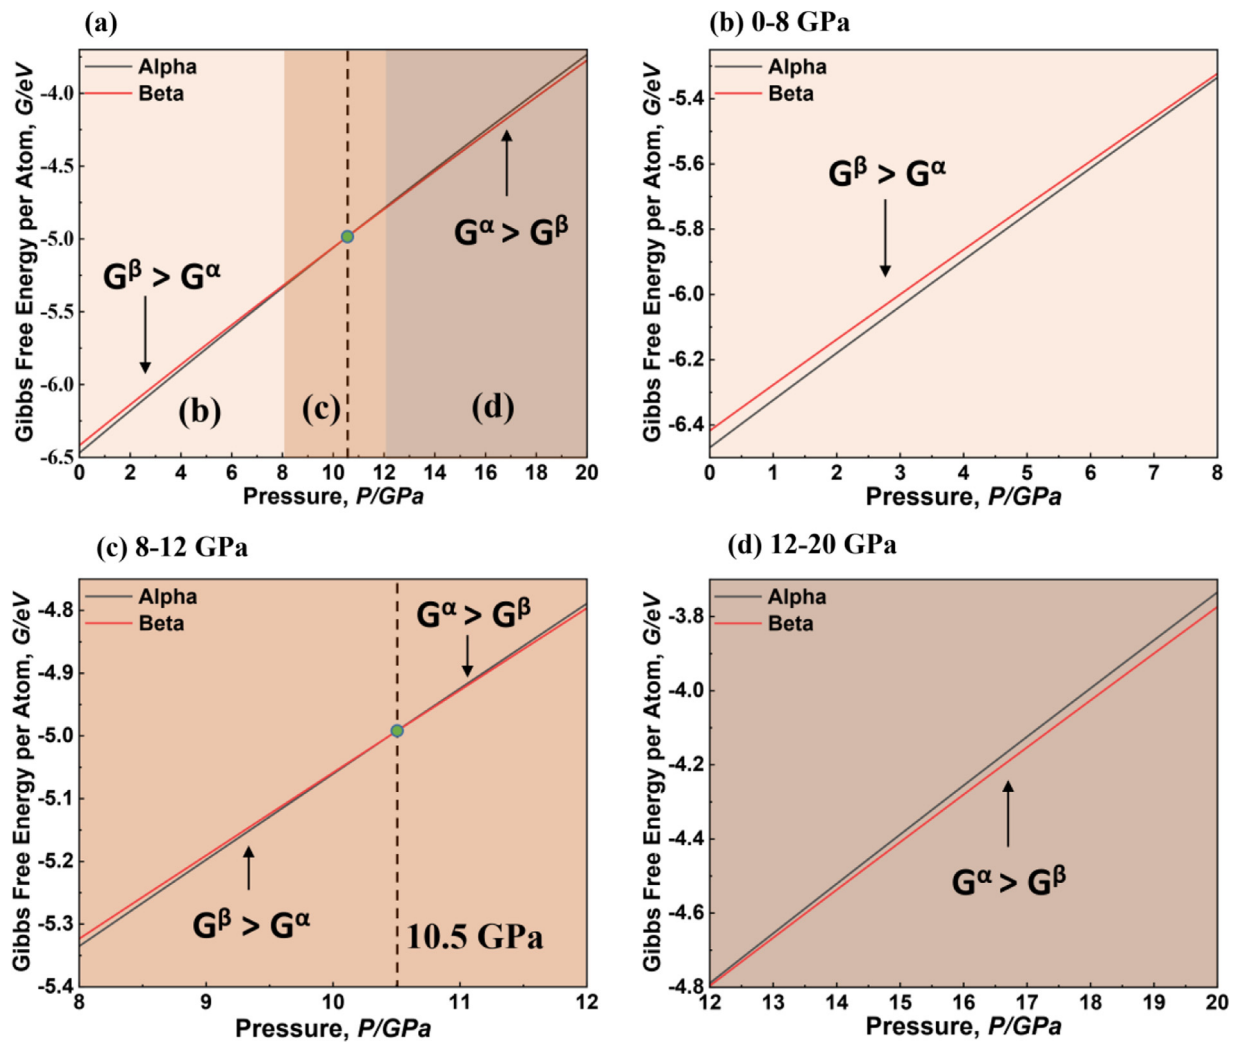 (a)
Alpha
Beta
Gβ > Gα
Gα > Gβ
(b)
(c)
(d)
-4.0
-4.5
-5.0
-5.5
-6.0
-6.5
0 2 4 6 8 10 12 14 16 18 20
Gibbs Free Energy per Atom, G/eV
Pressure, P/GPa
(b) 0-8 GPa
Alpha
Beta
Gβ > Gα
-5.4
-5.6
-5.8
-6.0
-6.2
-6.4
0 1 2 3 4 5 6 7 8
Gibbs Free Energy per Atom, G/eV
Pressure, P/GPa
(c) 8-12 GPa
Alpha
Beta
Gα > Gβ
Gβ > Gα
10.5 GPa
-4.8
-4.9
-5.0
-5.1
-5.2
-5.3
-5.4
8 9 10 11 12
Gibbs Free Energy per Atom, G/eV
Pressure, P/GPa
(d) 12-20 GPa
Alpha
Beta
Gα > Gβ
-3.8
-4.0
-4.2
-4.4
-4.6
-4.8
12 13 14 15 16 17 18 19 20
Gibbs Free Energy per Atom, G/eV
Pressure, P/GPa